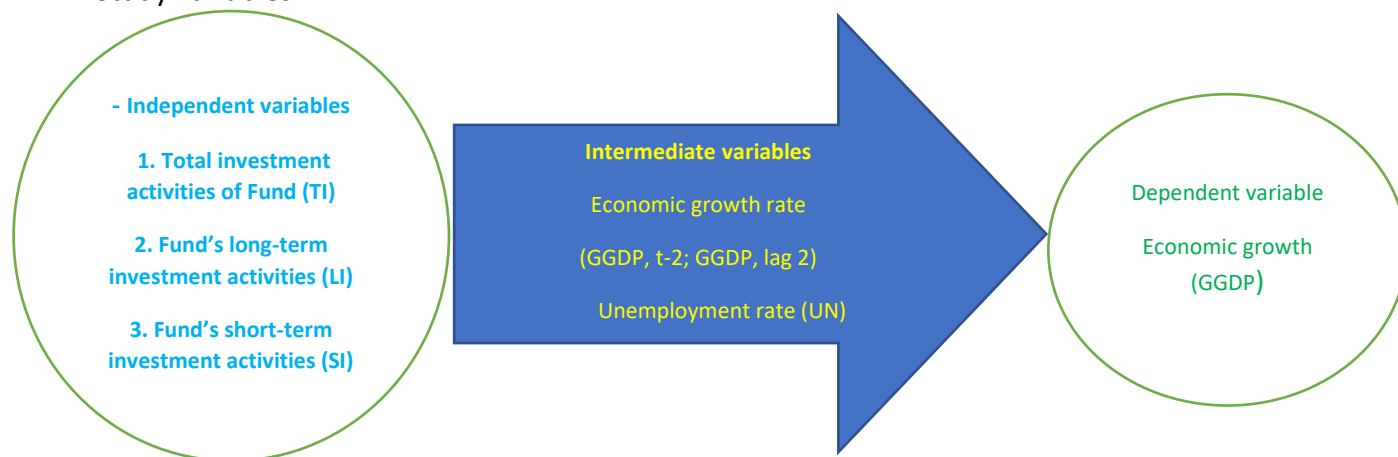 - Independent variables
1. Total investment
activities of Fund (TI)
2. Fund's long-term
investment activities (LI)
3. Fund's short-term
investment activities (SI)
Intermediate variables
Economic growth rate
(GGDP, t-2; GGDP, lag 2)
Unemployment rate (UN)
Dependent variable
Economic growth
(GGDP)